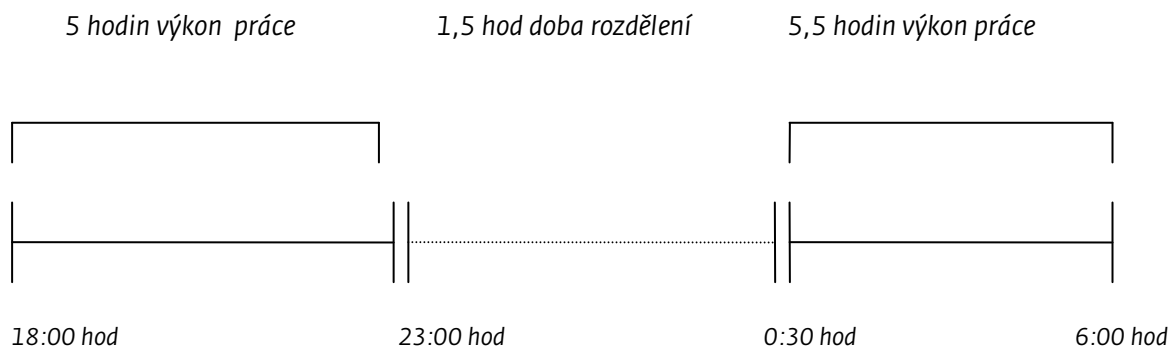 5 hodin výkon práce 1,5 hod doba rozdělení 5,5 hodin výkon práce
18:00 hod 23:00 hod 0:30 hod 6:00 hod